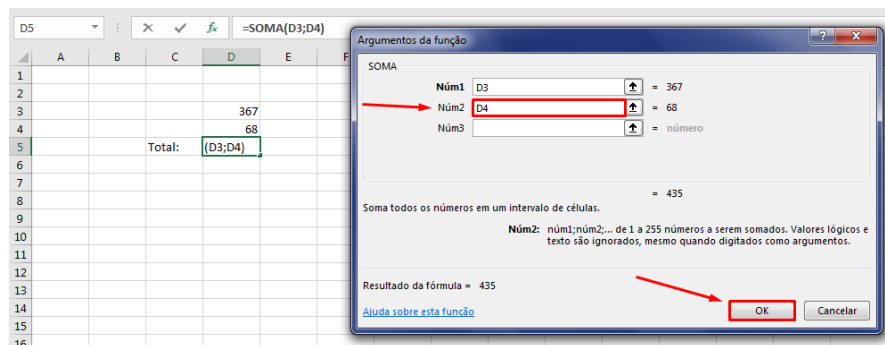 D5 fx =SOMA(D3;D4)
A B C D E F
1
2
3 367
4 68
5 Total: (D3;D4)
6
7
8
9
10
11
12
13
14
15
16
Argumentos da função ? X
SOMA
Núm1 D3 = 367
Núm2 D4 = 68
Núm3 = número
= 435
Soma todos os números em um intervalo de células.
Núm2: núm1;núm2;... de 1 a 255 números a serem somados. Valores lógicos e
texto são ignorados, mesmo quando digitados como argumentos.
Resultado da fórmula = 435
Ajuda sobre esta função
OK Cancelar